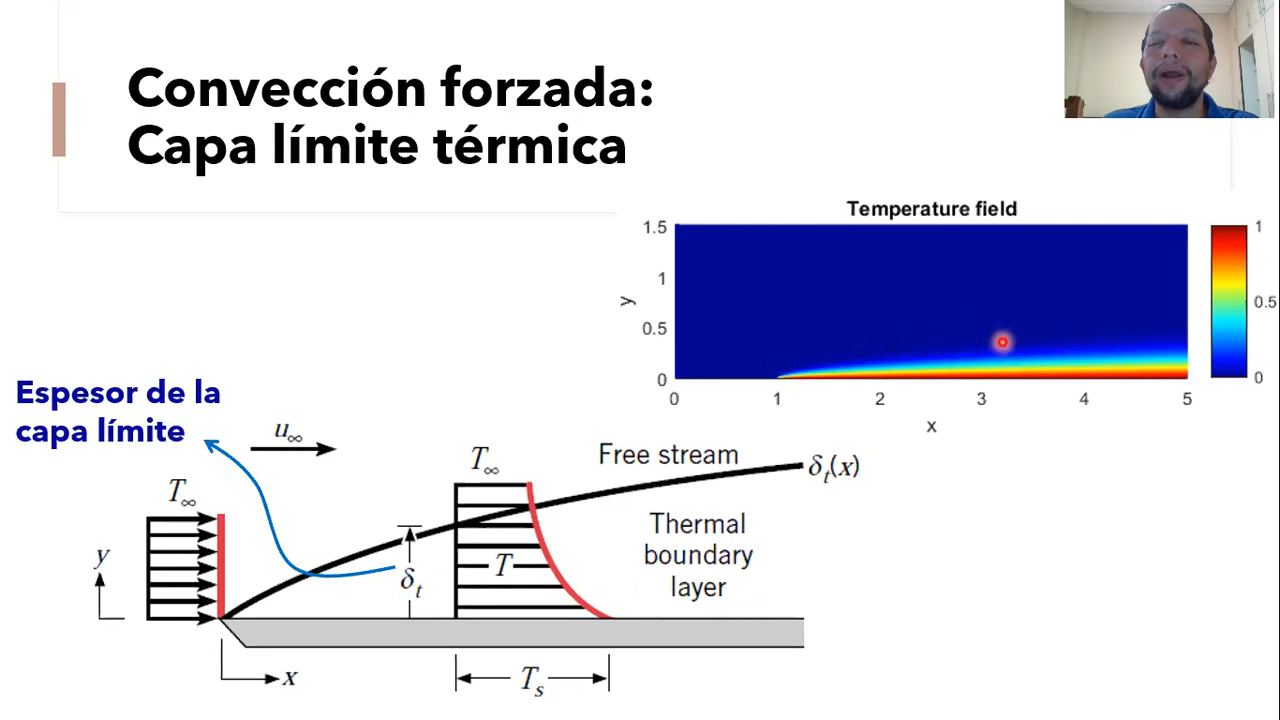 Convección forzada:
Capa límite térmica
Temperature field
1.5
1
0.5
0
y
0
1
2
3
4
5
x
1
0.5
0
Espesor de la
capa límite
u∞
T∞
y
x
δt
T∞
T
Ts
Free stream
δt(x)
Thermal
boundary
layer